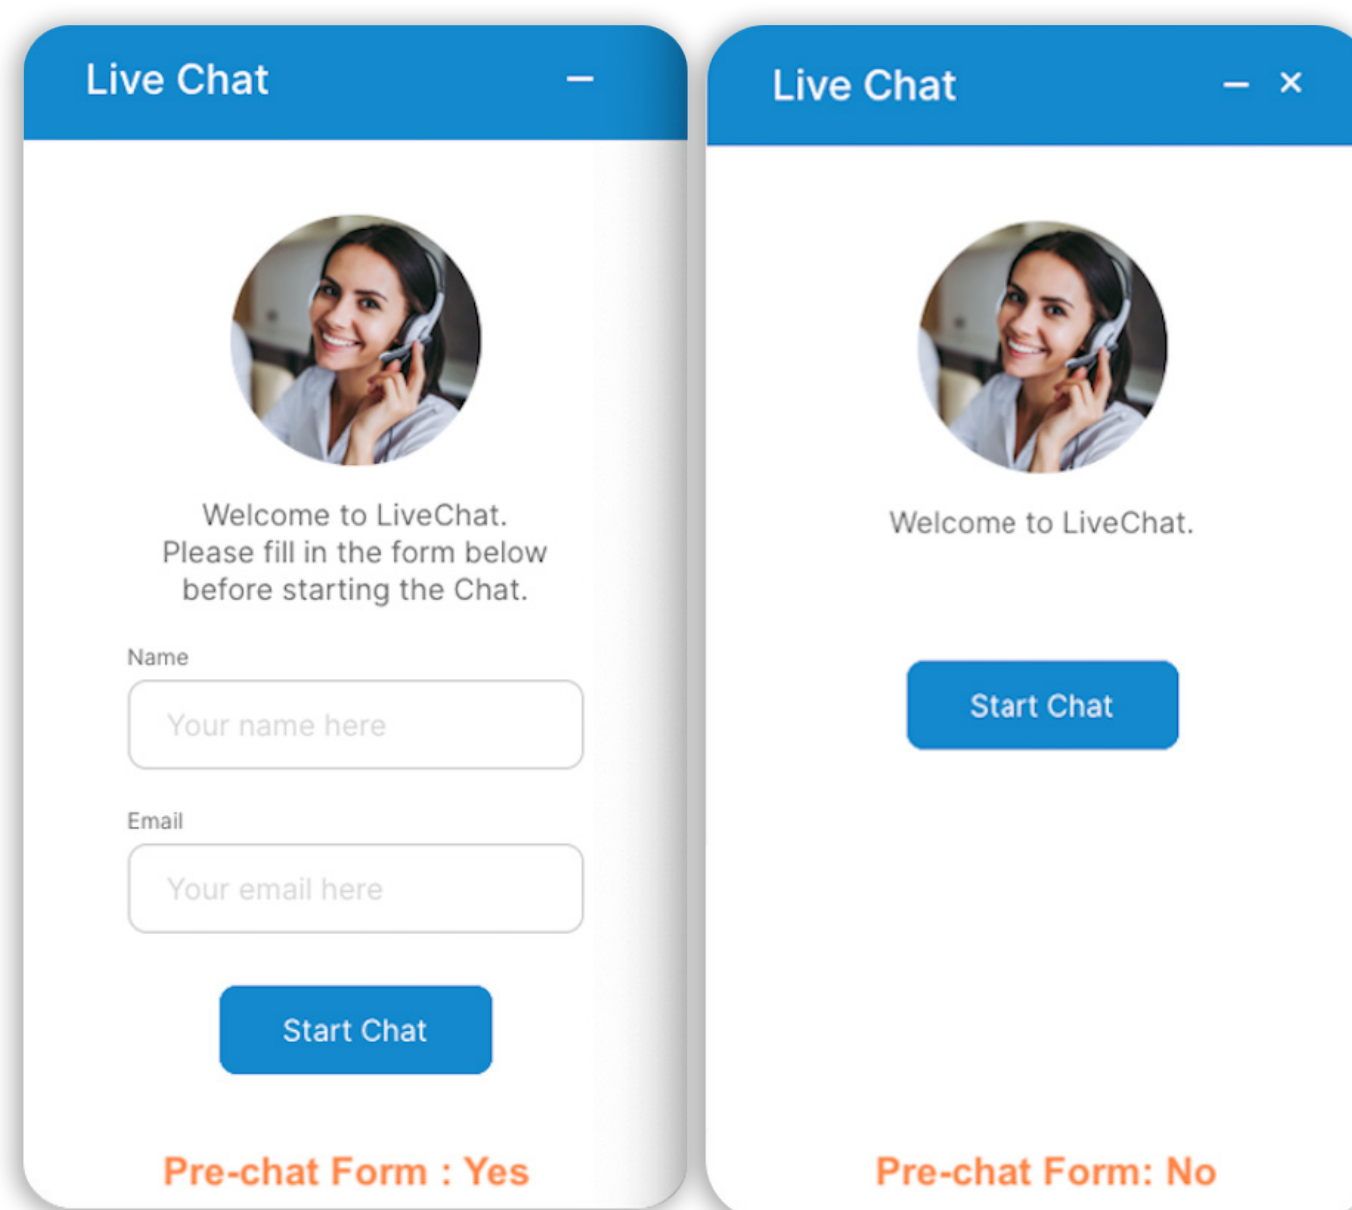 Live Chat
Welcome to LiveChat.
Please fill in the form below
before starting the Chat.
Name
Your name here
Email
Your email here
Start Chat
Pre-chat Form : Yes
Live Chat
Welcome to LiveChat.
Start Chat
Pre-chat Form: No